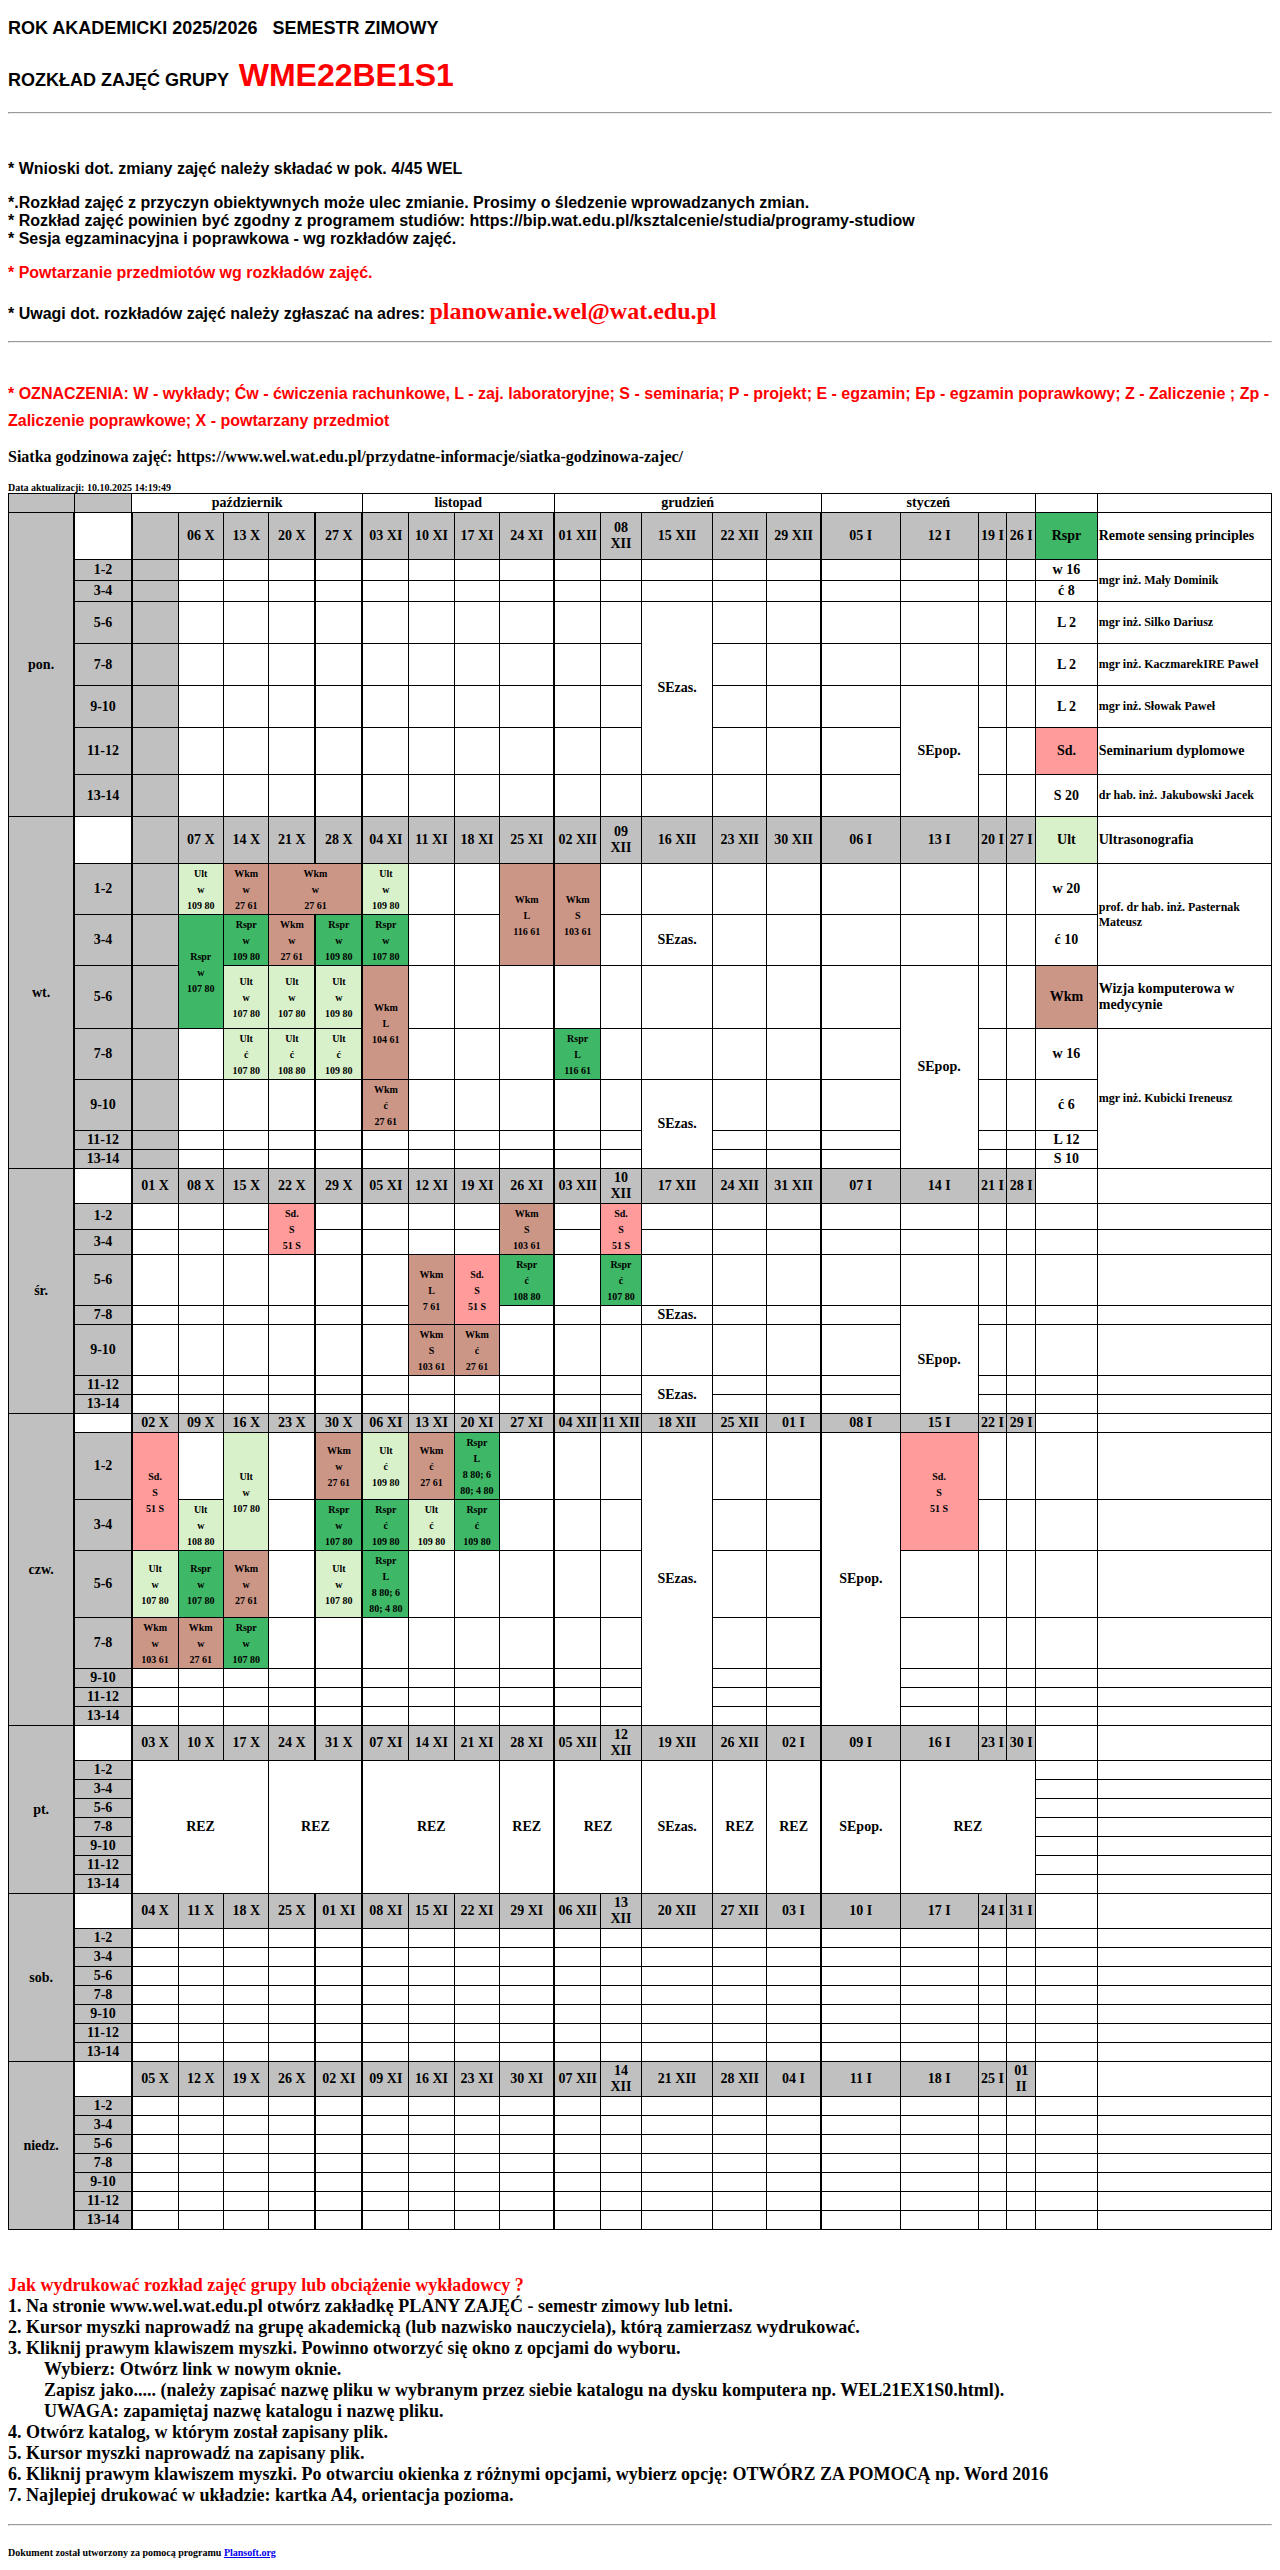 ROK AKADEMICKI 2025/2026   SEMESTR ZIMOWY
ROZKŁAD ZAJĘĆ GRUPY WME22BE1S1
* Wnioski dot. zmiany zajęć należy składać w pok. 4/45 WEL
*.Rozkład zajęć z przyczyn obiektywnych może ulec zmianie. Prosimy o śledzenie wprowadzanych zmian.
* Rozkład zajęć powinien być zgodny z programem studiów: https://bip.wat.edu.pl/ksztalcenie/studia/programy-studiow
* Sesja egzaminacyjna i poprawkowa - wg rozkładów zajęć.
* Powtarzanie przedmiotów wg rozkładów zajęć.
* Uwagi dot. rozkładów zajęć należy zgłaszać na adres: planowanie.wel@wat.edu.pl
* OZNACZENIA: W - wykłady; Ćw - ćwiczenia rachunkowe, L - zaj. laboratoryjne; S - seminaria; P - projekt; E - egzamin; Ep - egzamin poprawkowy; Z - Zaliczenie ; Zp -
Zaliczenie poprawkowe; X - powtarzany przedmiot
Siatka godzinowa zajęć: https://www.wel.wat.edu.pl/przydatne-informacje/siatka-godzinowa-zajec/
Data aktualizacji: 10.10.2025 14:19:49
październik listopad grudzień styczeń
pon. 06 X 13 X 20 X 27 X 03 XI 10 XI 17 XI 24 XI 01 XII 08 XII 15 XII 22 XII 29 XII 05 I 12 I 19 I 26 I Rspr Remote sensing principles
1-2 w 16 mgr inż. Mały Dominik
3-4 ć 8
5-6 SEzas. L 2 mgr inż. Silko Dariusz
7-8 L 2 mgr inż. KaczmarekIRE Paweł
9-10 SEpop. L 2 mgr inż. Słowak Paweł
11-12 Sd. Seminarium dyplomowe
13-14 S 20 dr hab. inż. Jakubowski Jacek
wt. 07 X 14 X 21 X 28 X 04 XI 11 XI 18 XI 25 XI 02 XII 09 XII 16 XII 23 XII 30 XII 06 I 13 I 20 I 27 I Ult Ultrasonografia
1-2 Ult w 109 80 Wkm w 27 61 Wkm w 27 61 Ult w 109 80 Wkm L 116 61 Wkm S 103 61 w 20 prof. dr hab. inż. Pasternak Mateusz
3-4 Rspr w 107 80 Rspr w 109 80 Wkm w 27 61 Rspr w 109 80 Rspr w 107 80 SEzas. ć 10
5-6 Ult w 107 80 Ult w 107 80 Ult w 109 80 Wkm L 104 61 SEpop. Wkm Wizja komputerowa w medycynie
7-8 Ult ć 107 80 Ult ć 108 80 Ult ć 109 80 Rspr L 116 61 w 16 mgr inż. Kubicki Ireneusz
9-10 Wkm ć 27 61 SEzas. ć 6
11-12 L 12
13-14 S 10
śr. 01 X 08 X 15 X 22 X 29 X 05 XI 12 XI 19 XI 26 XI 03 XII 10 XII 17 XII 24 XII 31 XII 07 I 14 I 21 I 28 I
1-2 Sd. S 51 S Wkm S 103 61 Sd. S 51 S
3-4
5-6 Wkm L 7 61 Sd. S 51 S Rspr ć 108 80 Rspr ć 107 80
7-8 SEzas. SEpop.
9-10 Wkm S 103 61 Wkm ć 27 61
11-12 SEzas.
13-14
czw. 02 X 09 X 16 X 23 X 30 X 06 XI 13 XI 20 XI 27 XI 04 XII 11 XII 18 XII 25 XII 01 I 08 I 15 I 22 I 29 I
1-2 Sd. S 51 S Ult w 107 80 Wkm w 27 61 Ult ć 109 80 Wkm ć 27 61 Rspr L 8 80; 6 80; 4 80 SEzas. SEpop. Sd. S 51 S
3-4 Ult w 108 80 Rspr w 107 80 Rspr ć 109 80 Ult ć 109 80 Rspr ć 109 80
5-6 Ult w 107 80 Rspr w 107 80 Wkm w 27 61 Ult w 107 80 Rspr L 8 80; 6 80; 4 80
7-8 Wkm w 103 61 Wkm w 27 61 Rspr w 107 80
9-10
11-12
13-14
pt. 03 X 10 X 17 X 24 X 31 X 07 XI 14 XI 21 XI 28 XI 05 XII 12 XII 19 XII 26 XII 02 I 09 I 16 I 23 I 30 I
1-2 REZ REZ REZ REZ REZ SEzas. REZ REZ SEpop. REZ
3-4
5-6
7-8
9-10
11-12
13-14
sob. 04 X 11 X 18 X 25 X 01 XI 08 XI 15 XI 22 XI 29 XI 06 XII 13 XII 20 XII 27 XII 03 I 10 I 17 I 24 I 31 I
1-2
3-4
5-6
7-8
9-10
11-12
13-14
niedz. 05 X 12 X 19 X 26 X 02 XI 09 XI 16 XI 23 XI 30 XI 07 XII 14 XII 21 XII 28 XII 04 I 11 I 18 I 25 I 01 II
1-2
3-4
5-6
7-8
9-10
11-12
13-14
Jak wydrukować rozkład zajęć grupy lub obciążenie wykładowcy ?
1. Na stronie www.wel.wat.edu.pl otwórz zakładkę PLANY ZAJĘĆ - semestr zimowy lub letni.
2. Kursor myszki naprowadź na grupę akademicką (lub nazwisko nauczyciela), którą zamierzasz wydrukować.
3. Kliknij prawym klawiszem myszki. Powinno otworzyć się okno z opcjami do wyboru.
Wybierz: Otwórz link w nowym oknie.
Zapisz jako..... (należy zapisać nazwę pliku w wybranym przez siebie katalogu na dysku komputera np. WEL21EX1S0.html).
UWAGA: zapamiętaj nazwę katalogu i nazwę pliku.
4. Otwórz katalog, w którym został zapisany plik.
5. Kursor myszki naprowadź na zapisany plik.
6. Kliknij prawym klawiszem myszki. Po otwarciu okienka z różnymi opcjami, wybierz opcję: OTWÓRZ ZA POMOCĄ np. Word 2016
7. Najlepiej drukować w układzie: kartka A4, orientacja pozioma.
Dokument został utworzony za pomocą programu Plansoft.org